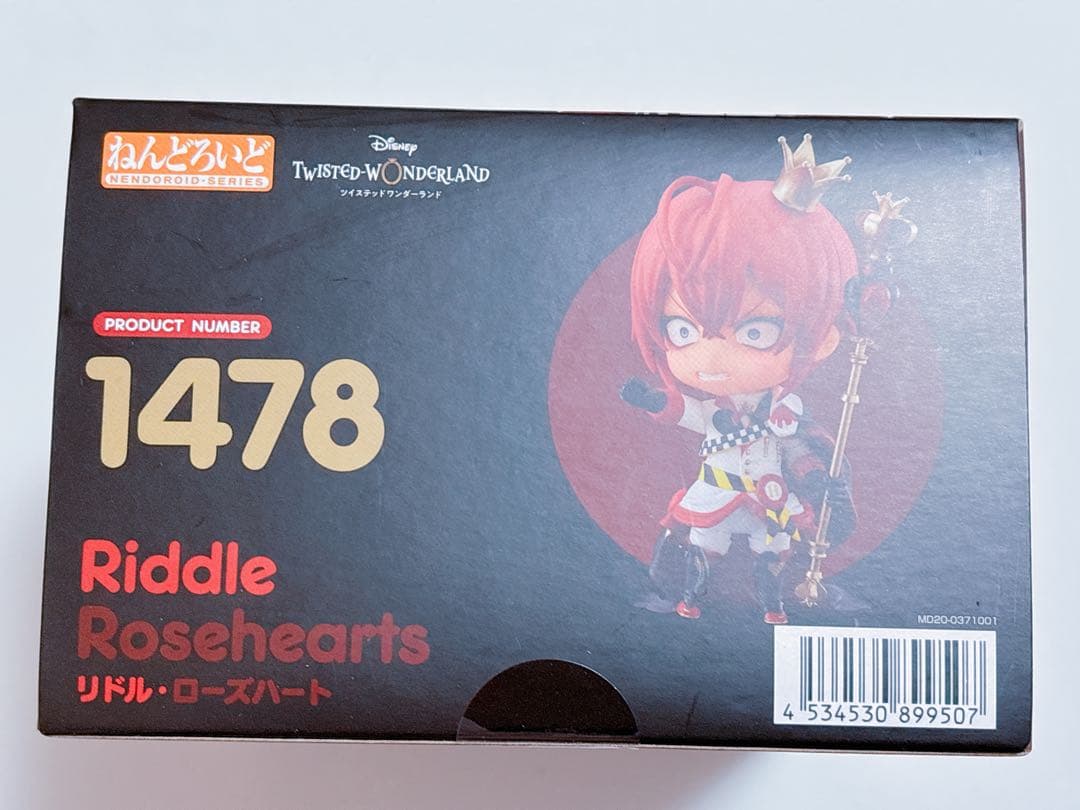 ねんどろいど
NENDOROID·SERIES
Disney
TWISTED-WONDERLAND
ツイステッドワンダーランド
PRODUCT NUMBER
1478
Riddle
Rosehearts
リドル・ローズハート
MD20-0371001
4 534530 899507